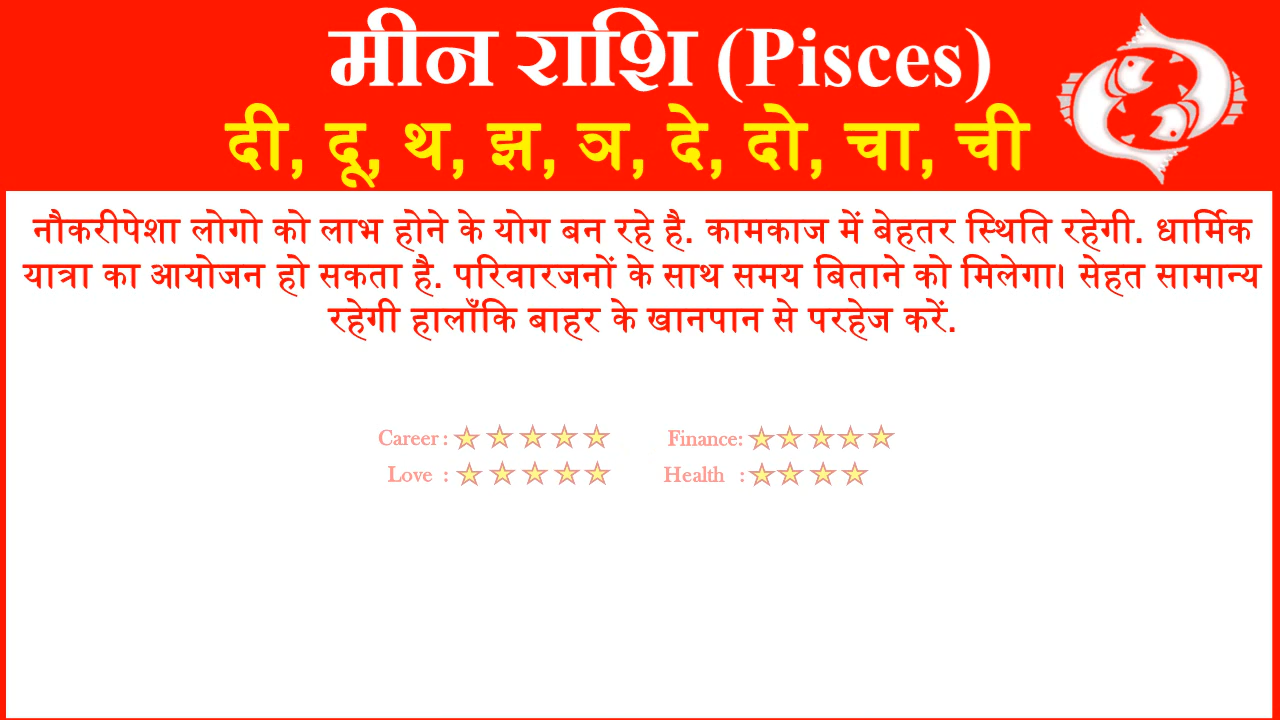 मीन राशि (Pisces)
दी, दू, थ, झ, ञ, दे, दो, चा, ची
नौकरीपेशा लोगो को लाभ होने के योग बन रहे है. कामकाज में बेहतर स्थिति रहेगी. धार्मिक
यात्रा का आयोजन हो सकता है. परिवारजनों के साथ समय बिताने को मिलेगा। सेहत सामान्य
रहेगी हालाँकि बाहर के खानपान से परहेज करें.
Career : Finance:
Love : Health :